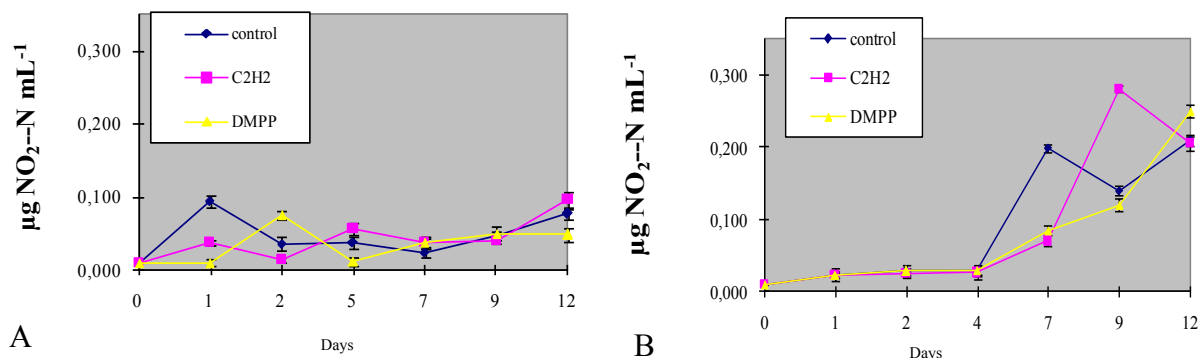 µg NO₂--N mL⁻¹
0,300
0,200
0,100
0,000
control
C2H2
DMPP
0 1 2 5 7 9 12
Days
A
µg NO₂--N mL⁻¹
0,300
0,200
0,100
0,000
control
C2H2
DMPP
0 1 2 4 7 9 12
Days
B